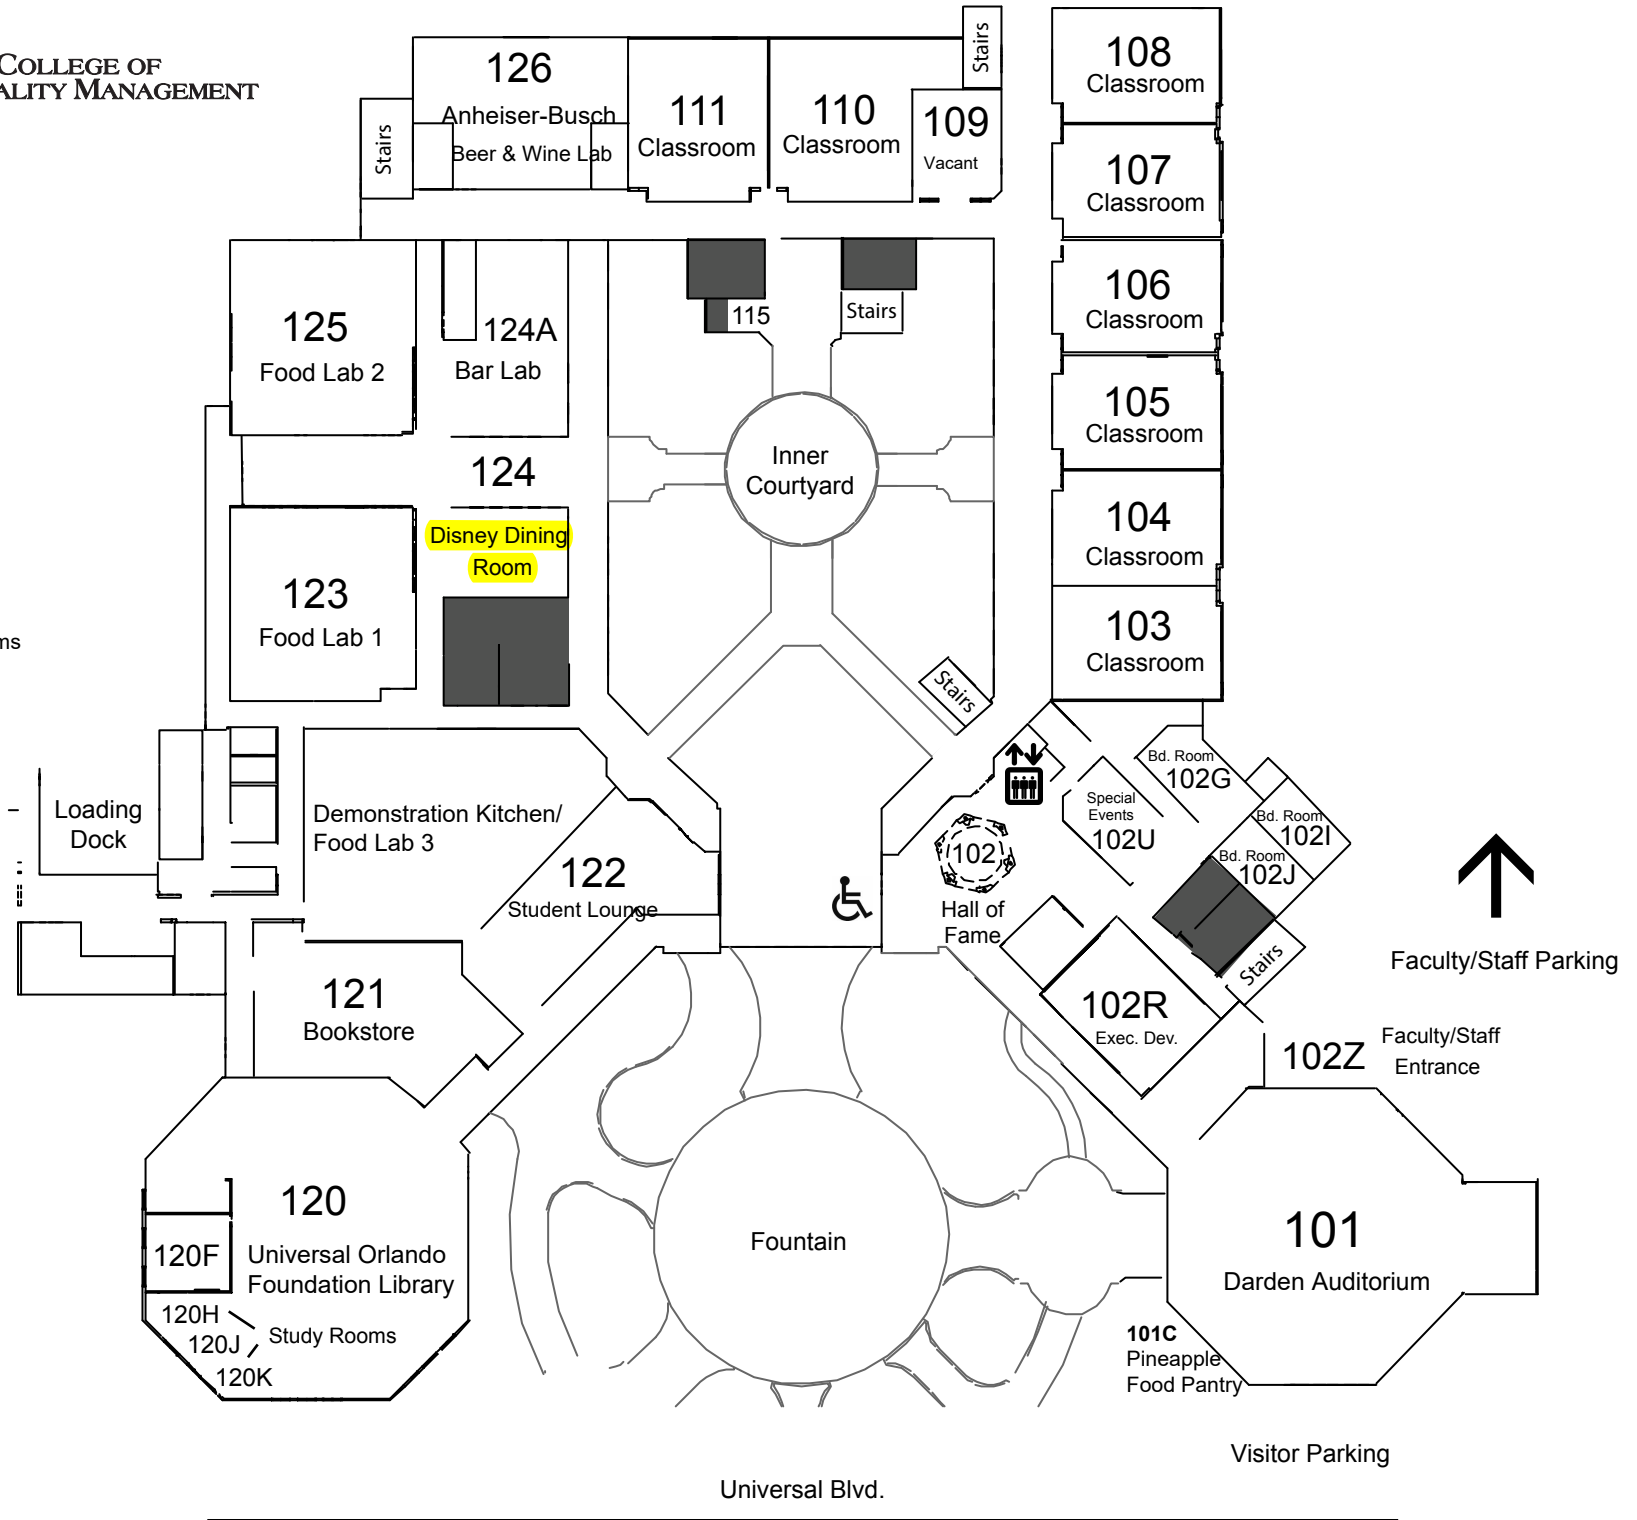 COLLEGE OF
ALITY MANAGEMENT
126
Anheiser-Busch
Beer & Wine Lab
Stairs
111
Classroom
110
Classroom
109
Vacant
Stairs
108
Classroom
107
Classroom
106
Classroom
105
Classroom
104
Classroom
103
Classroom
125
Food Lab 2
124A
Bar Lab
124
Disney Dining
Room
123
Food Lab 1
115
Stairs
Inner
Courtyard
Stairs
ms
Loading
Dock
Demonstration Kitchen/
Food Lab 3
122
Student Lounge
121
Bookstore
102
Hall of
Fame
Special
Events
102U
Bd. Room
102G
Bd. Room
102I
Bd. Room
102J
Stairs
102R
Exec. Dev.
Faculty/Staff Parking
102Z
Faculty/Staff
Entrance
120
Universal Orlando
Foundation Library
120F
120H
120J
120K
Study Rooms
Fountain
101
Darden Auditorium
101C
Pineapple
Food Pantry
Visitor Parking
Universal Blvd.